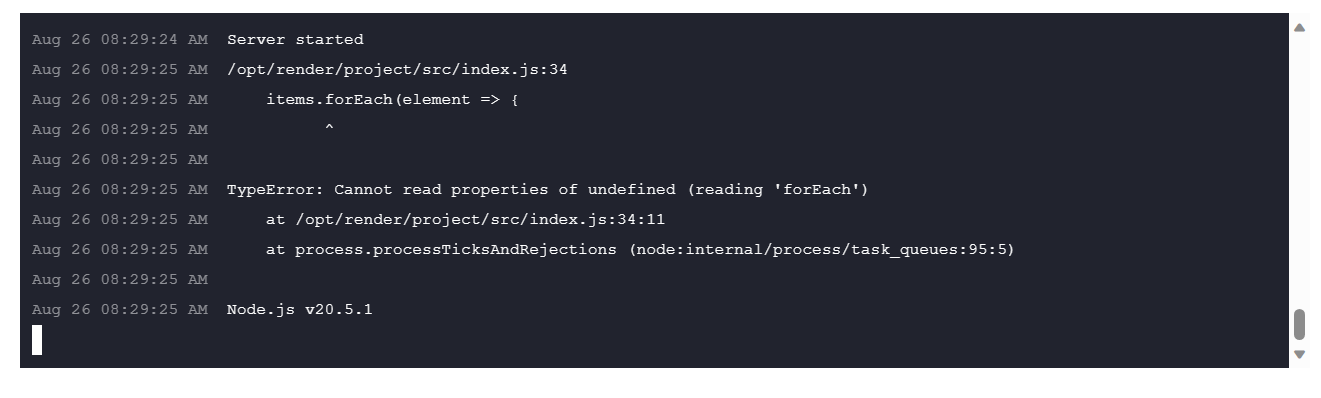 Aug 26 08:29:24 AM  Server started
Aug 26 08:29:25 AM  /opt/render/project/src/index.js:34
Aug 26 08:29:25 AM      items.forEach(element => {
Aug 26 08:29:25 AM            ^
Aug 26 08:29:25 AM
Aug 26 08:29:25 AM  TypeError: Cannot read properties of undefined (reading 'forEach')
Aug 26 08:29:25 AM      at /opt/render/project/src/index.js:34:11
Aug 26 08:29:25 AM      at process.processTicksAndRejections (node:internal/process/task_queues:95:5)
Aug 26 08:29:25 AM
Aug 26 08:29:25 AM  Node.js v20.5.1